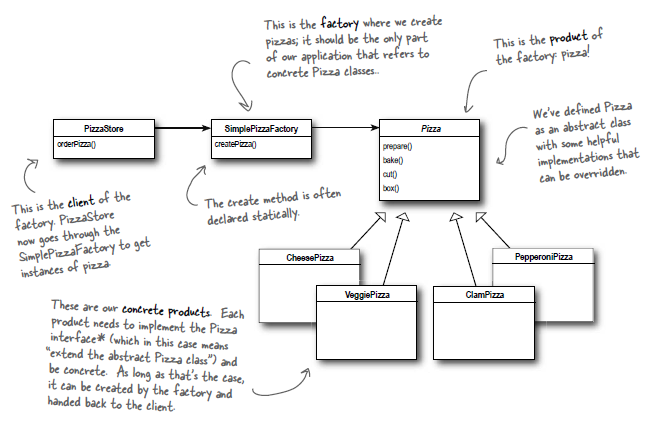 This is the factory where we create
pizzas; it should be the only part
of our application that refers to
concrete Pizza classes..
This is the product of
the factory: pizza!
PizzaStore
orderPizza()
SimplePizzaFactory
createPizza()
Pizza
prepare()
bake()
cut()
box()
We've defined Pizza
as an abstract class
with some helpful
implementations that
can be overridden.
This is the client of the
factory. PizzaStore
now goes through the
SimplePizzaFactory to get
instances of pizza.
The create method is often
declared statically.
CheesePizza
VeggiePizza
ClamPizza
PepperoniPizza
These are our concrete products. Each
product needs to implement the Pizza
interface* (which in this case means
"extend the abstract Pizza class") and
be concrete. As long as that's the case,
it can be created by the factory and
handed back to the client.